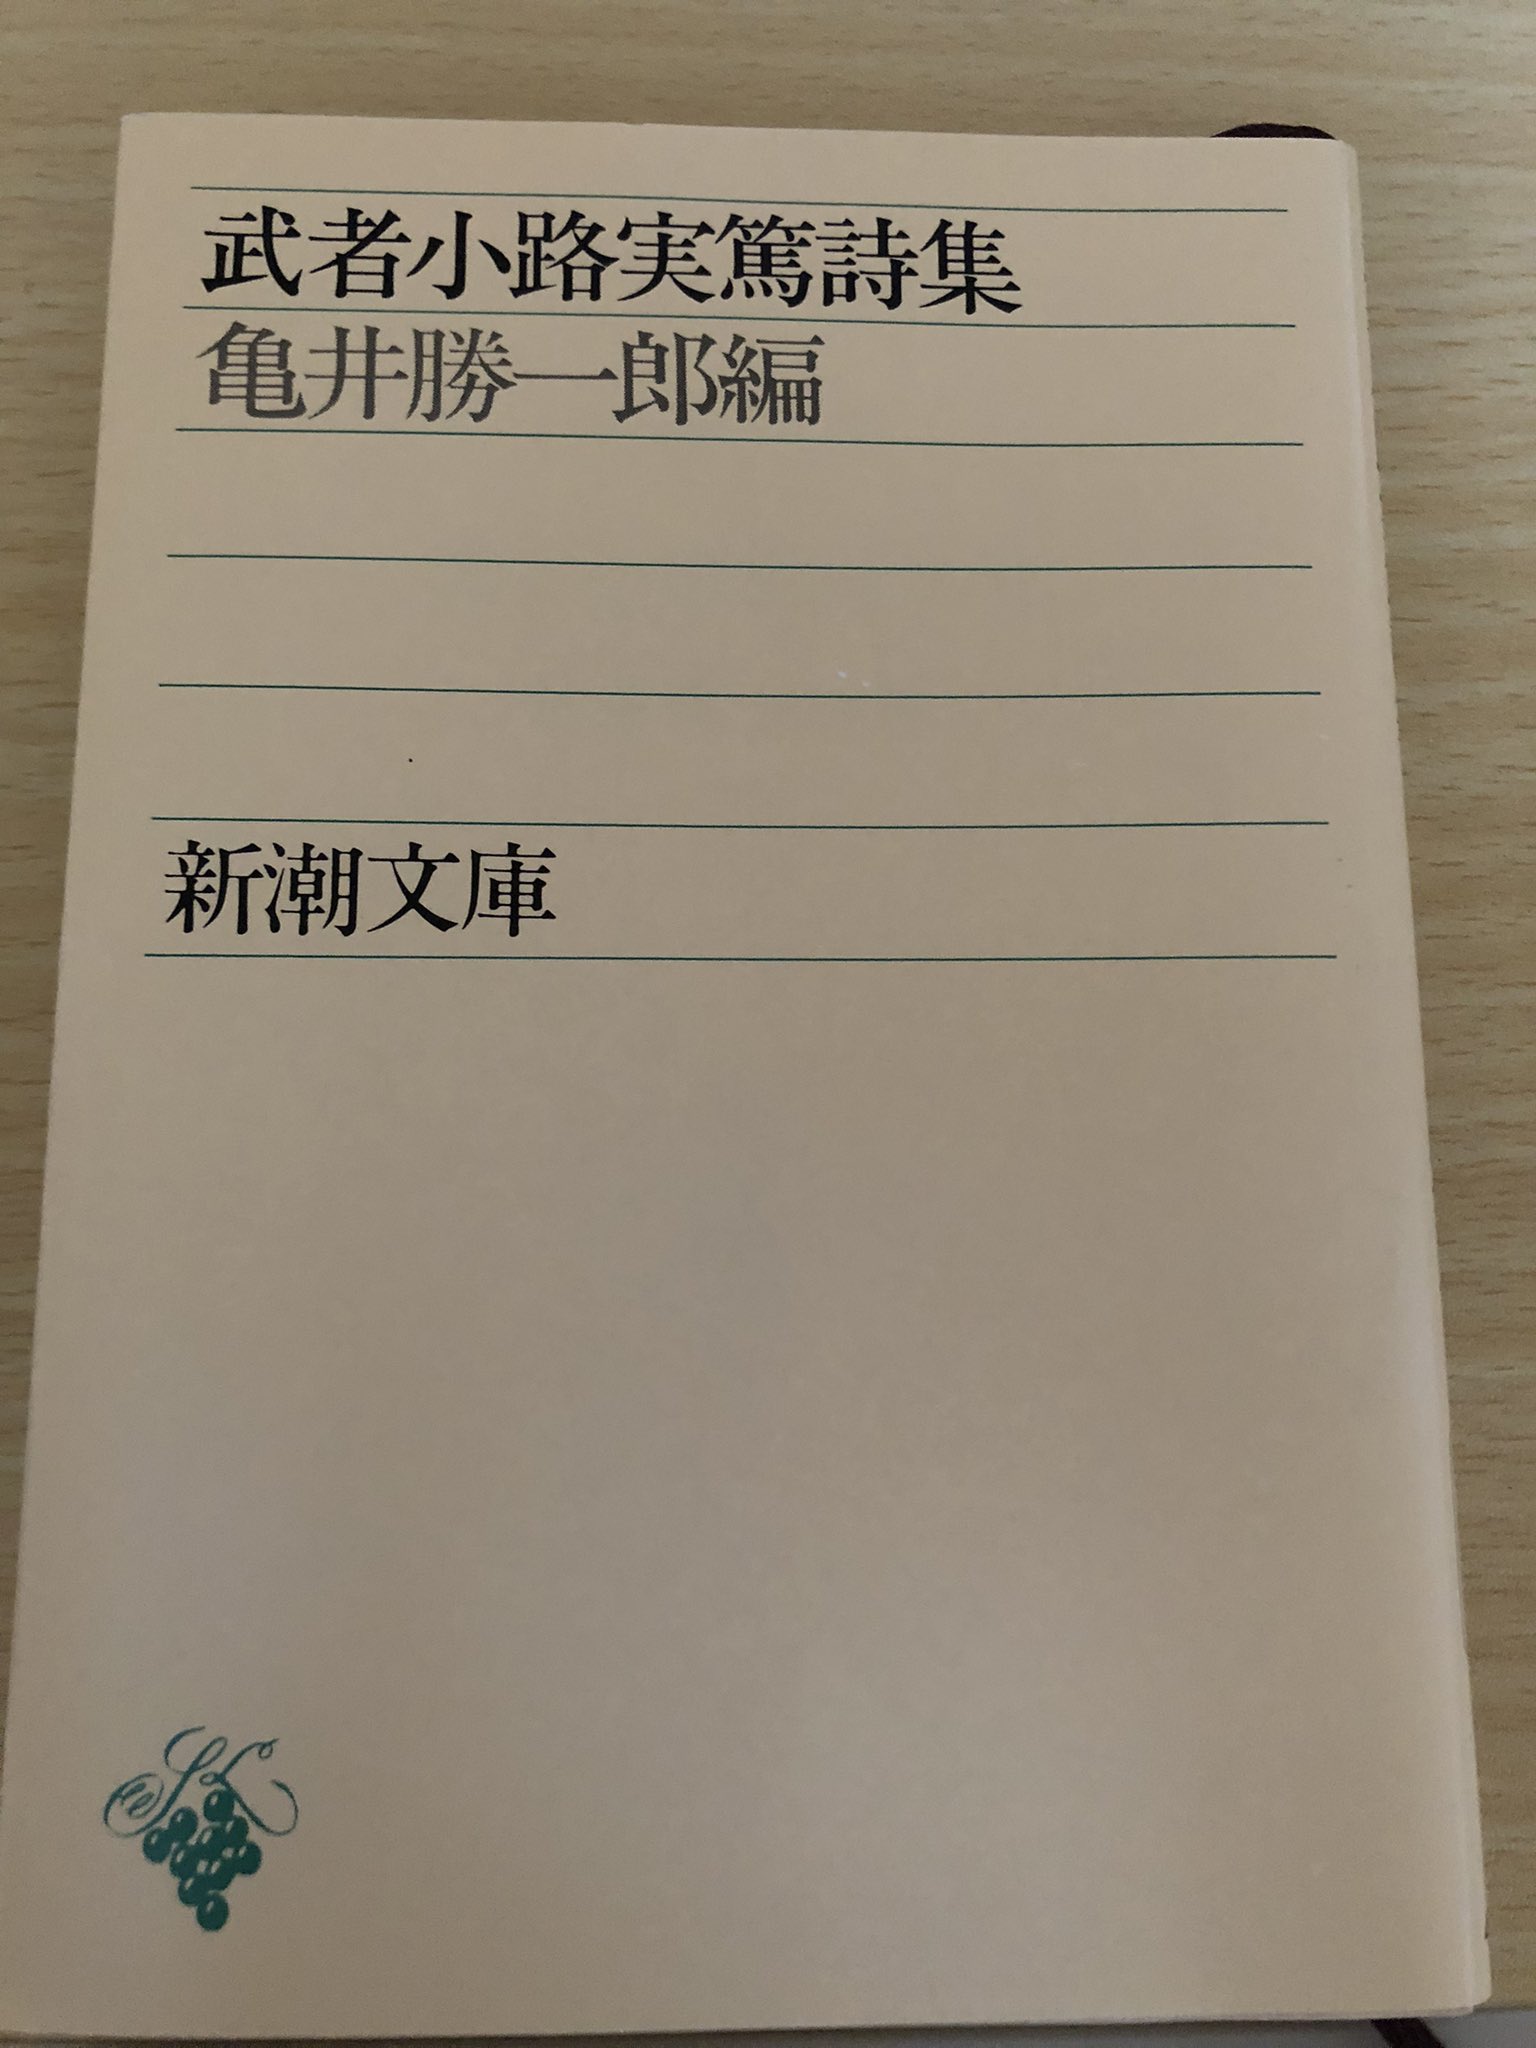 武者小路実篤詩集
亀井勝一郎編
新潮文庫